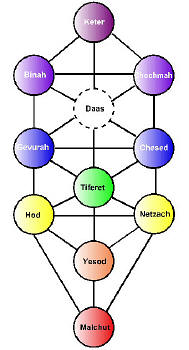 Keter
Binah
Chochmah
Daas
Gevurah
Chesed
Tiferet
Hod
Netzach
Yesod
Malchut